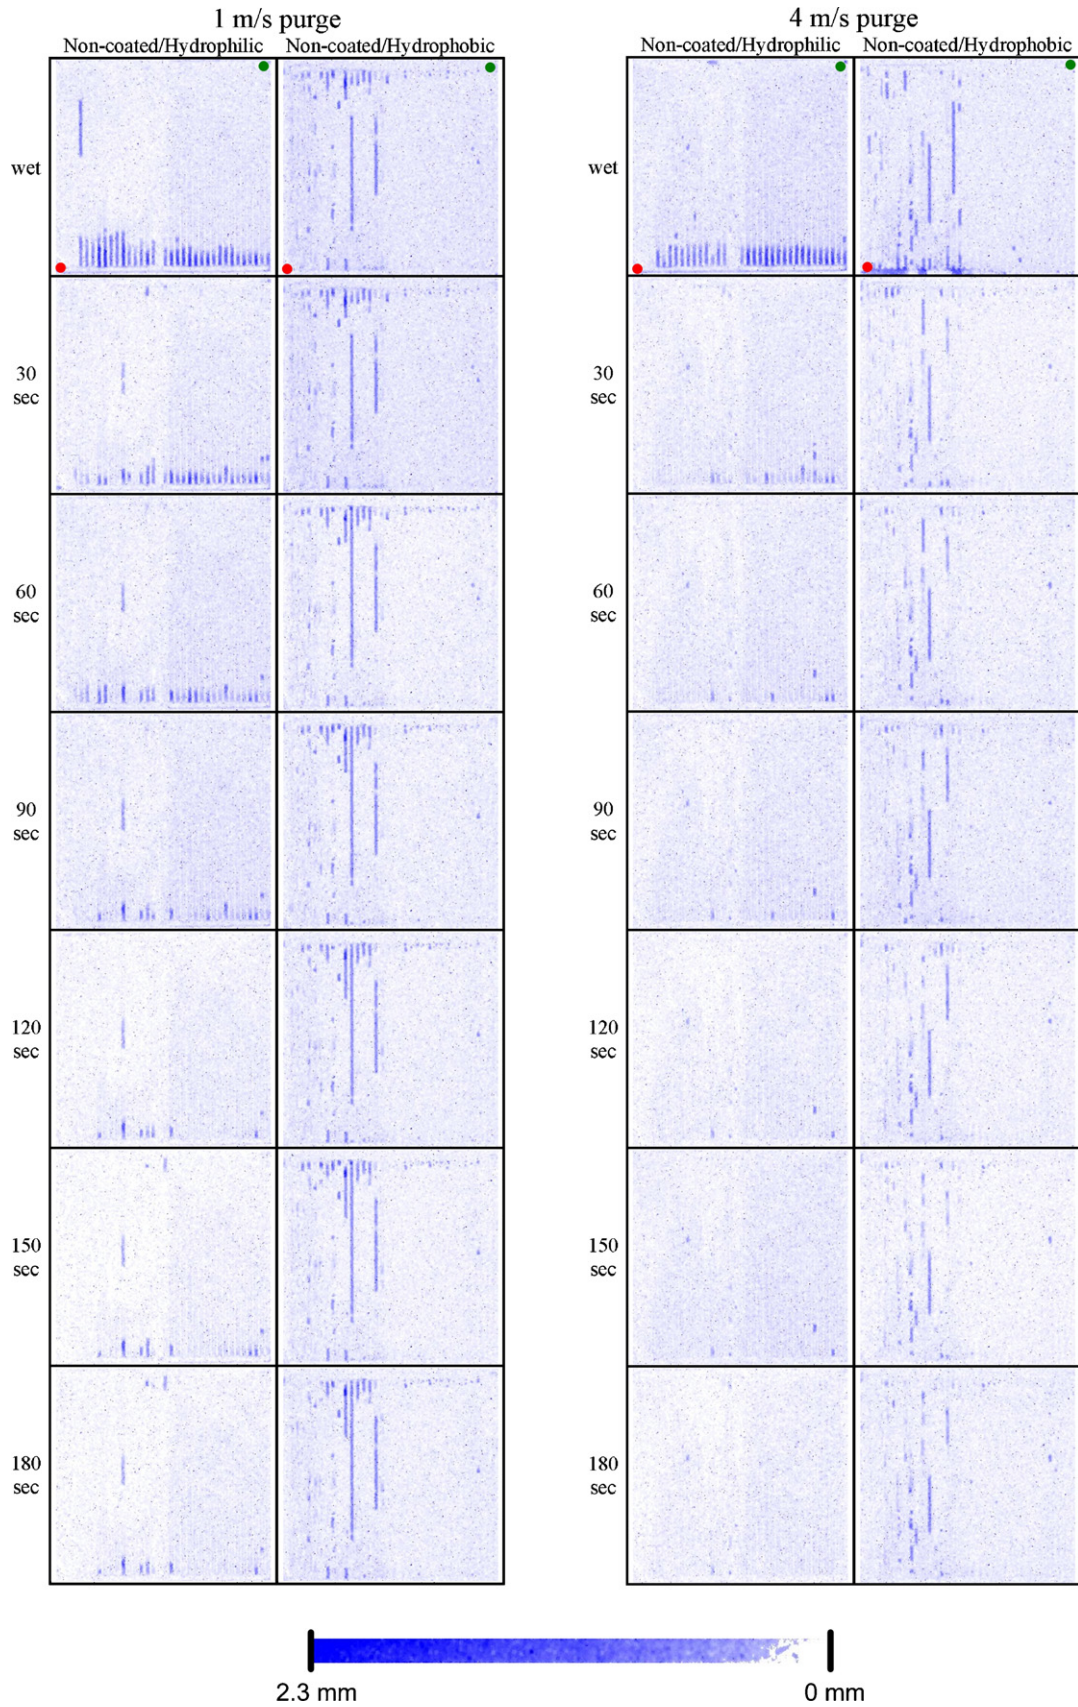 1 m/s purge
4 m/s purge
Non-coated/Hydrophilic
Non-coated/Hydrophobic
Non-coated/Hydrophilic
Non-coated/Hydrophobic
wet
wet
30
sec
30
sec
60
sec
60
sec
90
sec
90
sec
120
sec
120
sec
150
sec
150
sec
180
sec
180
sec
2.3 mm
0 mm